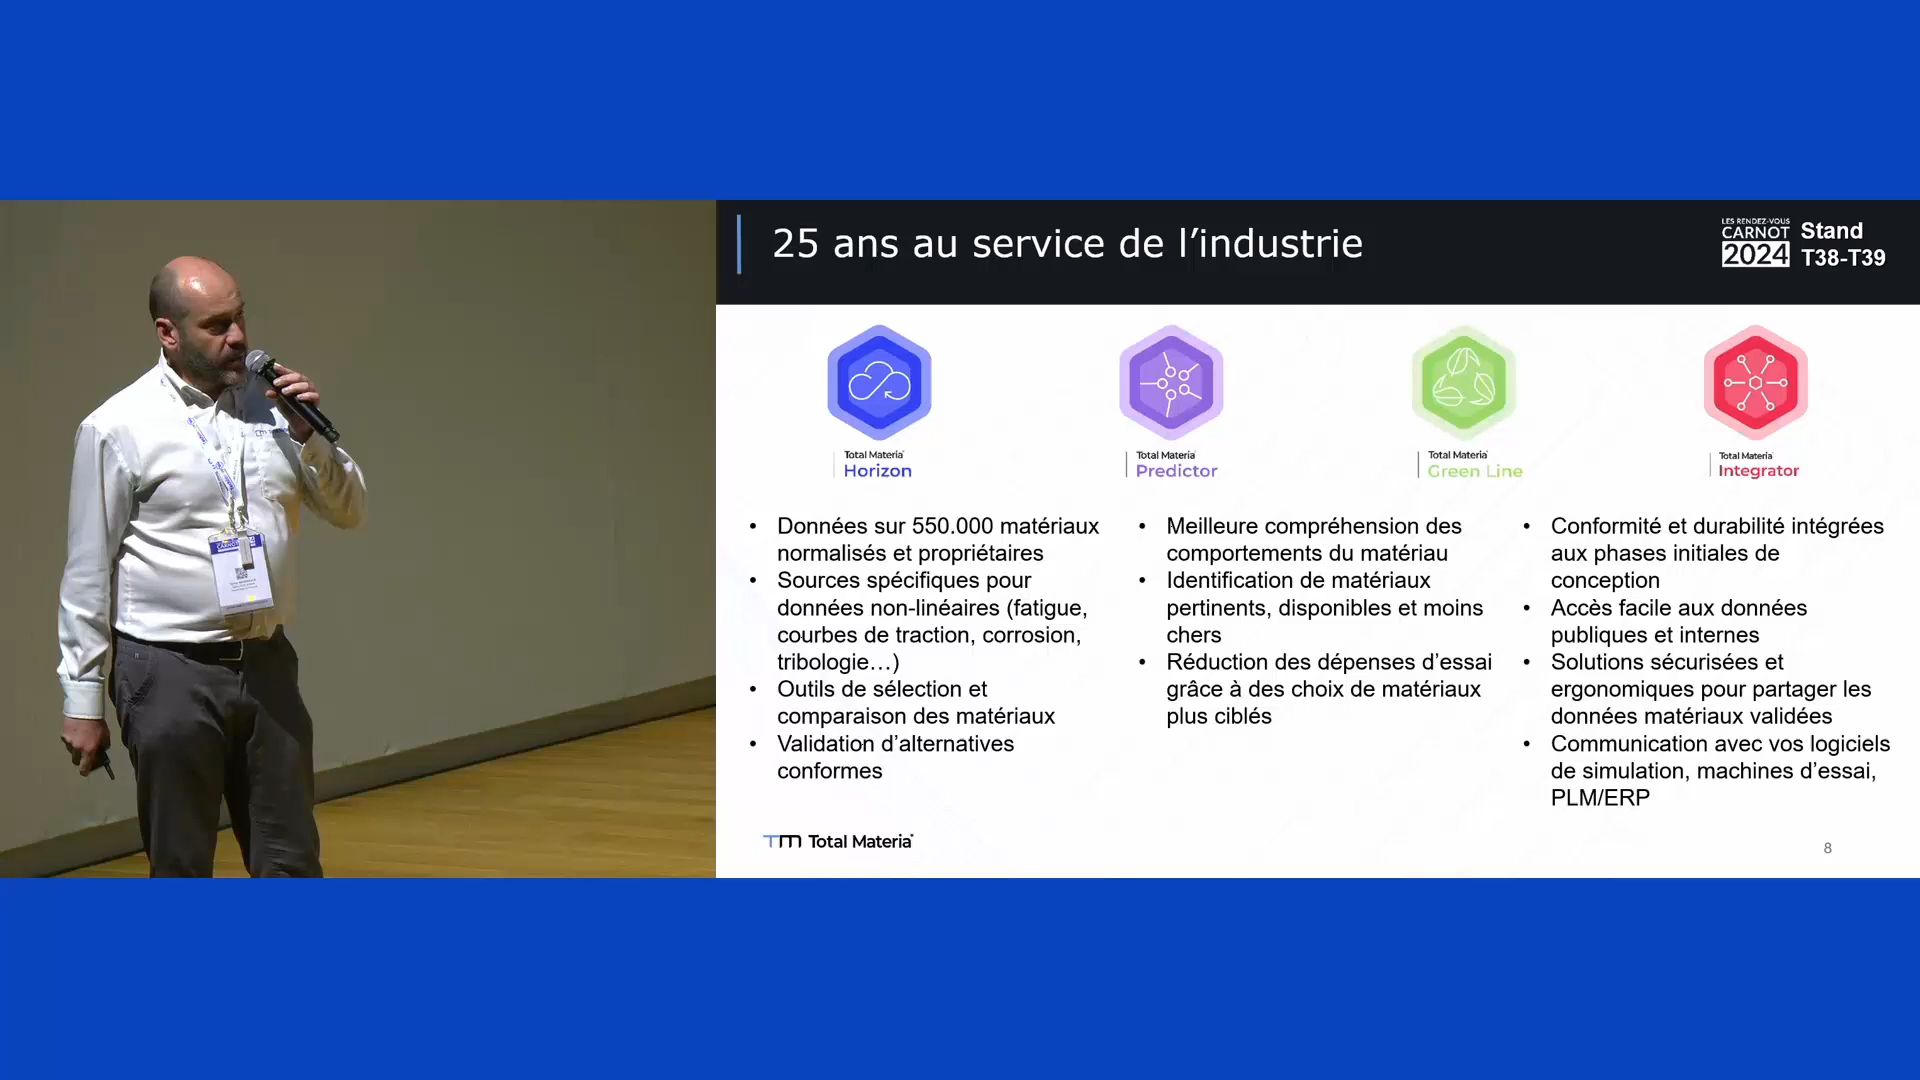 25 ans au service de l’industrie
LES RENDEZ-VOUS
CARNOT
2024
Stand
T38-T39
Total Materia
Horizon
Total Materia
Predictor
Total Materia
Green Line
Total Materia
Integrator
• Données sur 550.000 matériaux
normalisés et propriétaires
• Sources spécifiques pour
données non-linéaires (fatigue,
courbes de traction, corrosion,
tribologie…)
• Outils de sélection et
comparaison des matériaux
• Validation d’alternatives
conformes
• Meilleure compréhension des
comportements du matériau
• Identification de matériaux
pertinents, disponibles et moins
chers
• Réduction des dépenses d’essai
grâce à des choix de matériaux
plus ciblés
• Conformité et durabilité intégrées
aux phases initiales de
conception
• Accès facile aux données
publiques et internes
• Solutions sécurisées et
ergonomiques pour partager les
données matériaux validées
• Communication avec vos logiciels
de simulation, machines d’essai,
PLM/ERP
TM Total Materia
8
CARNOT